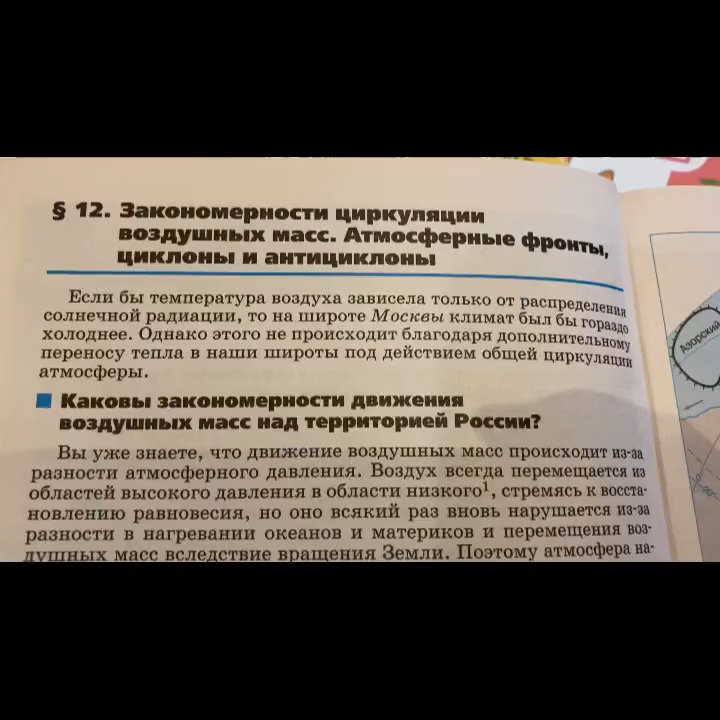 § 12. Закономерности циркуляции
воздушных масс. Атмосферные фронты,
циклоны и антициклоны
Если бы температура воздуха зависела только от распределения
солнечной радиации, то на широте Москвы климат был бы гораздо
холоднее. Однако этого не происходит благодаря дополнительному
переносу тепла в наши широты под действием общей циркуляции
атмосферы.
Каковы закономерности движения
воздушных масс над территорией России?
Вы уже знаете, что движение воздушных масс происходит из-за
разности атмосферного давления. Воздух всегда перемещается из
областей высокого давления в области низкого¹, стремясь к восста-
новлению равновесия, но оно всякий раз вновь нарушается из-за
разности в нагревании океанов и материков и перемещения воз-
душных масс вследствие вращения Земли. Поэтому атмосфера на-
Азорский